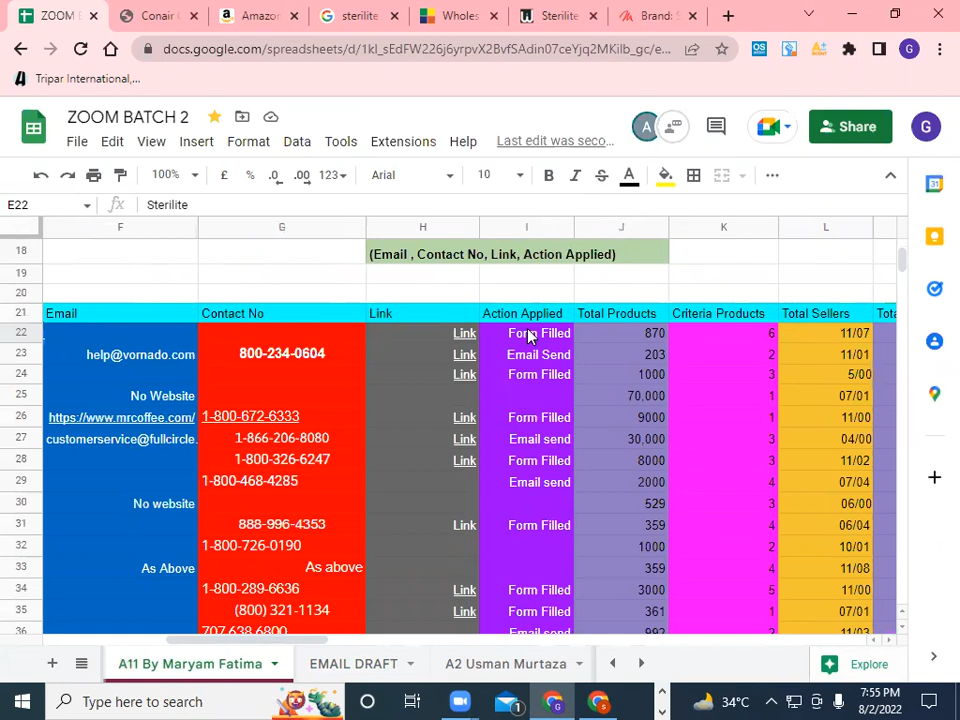 ZOOM B
Conair
Amazon
sterilite
Wholes
Sterilite
Brand: S
docs.google.com/spreadsheets/d/1kl_sEdFW226j6yrpvX2BvfSAdin07ceYjq2MKilb_gc/e...
Tripar International,...
ZOOM BATCH 2
File Edit View Insert Format Data Tools Extensions Help Last edit was seco...
A
Share
G
100% £ % .0 .00 123 Arial 10 B I S A
E22 fx Sterilite
F G H I J K L
18 (Email , Contact No, Link, Action Applied)
19
20
21 Email Contact No Link Action Applied Total Products Criteria Products Total Sellers Tota
22 Link Form Filled 870 6 11/07
23 help@vornado.com 800-234-0604 Link Email Send 203 2 11/01
24 Link Form Filled 1000 3 5/00
25 No Website 70,000 1 07/01
26 https://www.mrcoffee.com/ 1-800-672-6333 Link Form Filled 9000 1 11/00
27 customerservice@fullcircle. 1-866-206-8080 Link Email send 30,000 3 04/00
28 1-800-326-6247 Link Form Filled 8000 3 11/02
29 1-800-468-4285 Email send 2000 4 07/04
30 No website 529 3 06/00
31 888-996-4353 Link Form Filled 359 4 06/04
32 1-800-726-0190 1000 2 10/01
33 As Above As above 359 4 11/08
34 1-800-289-6636 Link Form Filled 3000 5 11/00
35 (800) 321-1134 Link Form Filled 361 1 07/01
36 707 638 6800 Email send 992 2 11/03
A11 By Maryam Fatima EMAIL DRAFT A2 Usman Murtaza Explore
Type here to search
1
34°C
7:55 PM
8/2/2022